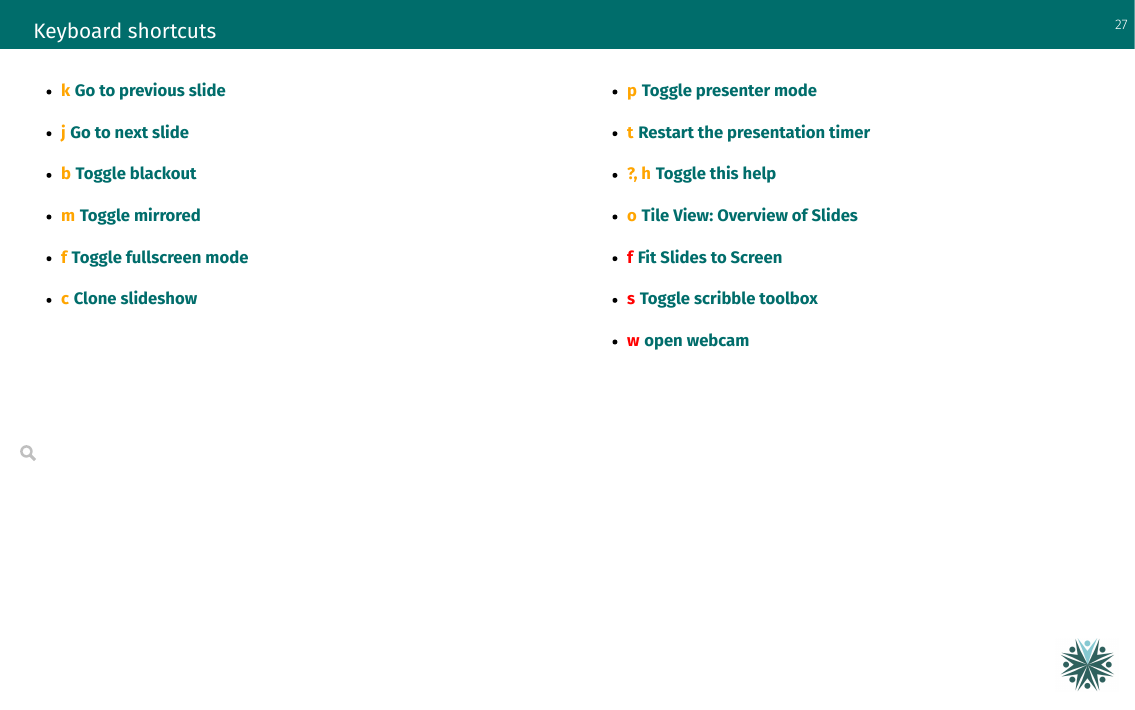 Keyboard shortcuts
27
• k Go to previous slide
• j Go to next slide
• b Toggle blackout
• m Toggle mirrored
• f Toggle fullscreen mode
• c Clone slideshow
• p Toggle presenter mode
• t Restart the presentation timer
• ?, h Toggle this help
• o Tile View: Overview of Slides
• f Fit Slides to Screen
• s Toggle scribble toolbox
• w open webcam